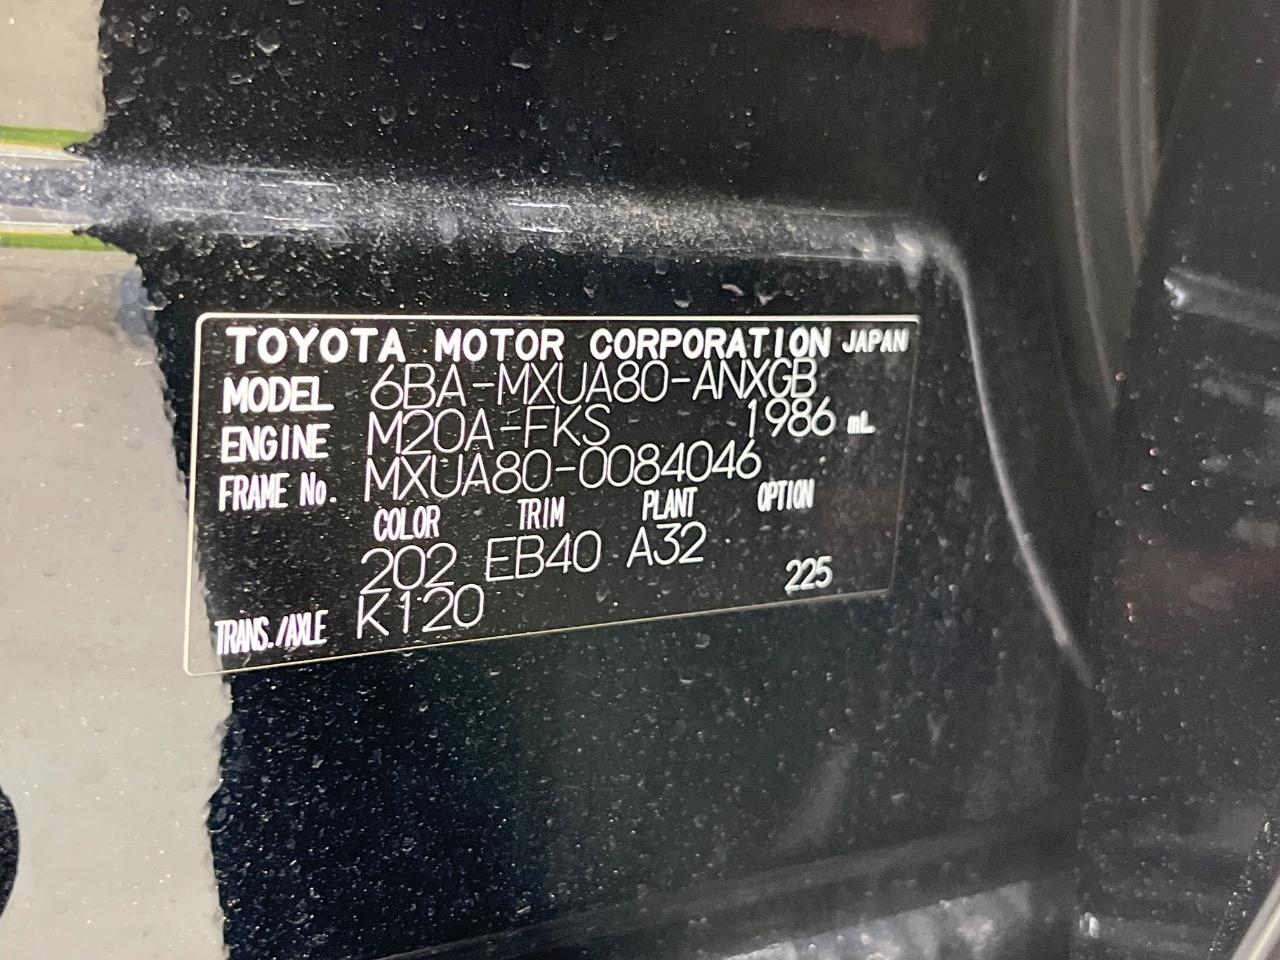 TOYOTA MOTOR CORPORATION JAPAN
MODEL 6BA-MXUA80-ANXGB
ENGINE M20A-FKS 1986 mL
FRAME No. MXUA80-0084046
COLOR TRIM PLANT OPTION
202 EB40 A32
TRANS./AXLE K120 225